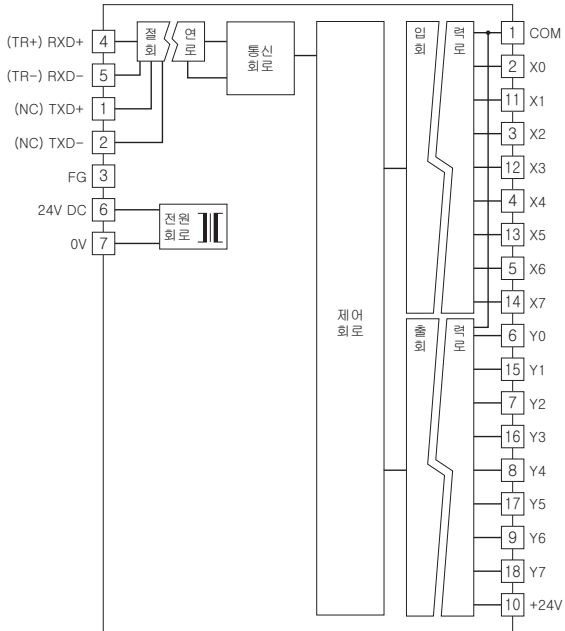 (TR+) RXD+ 4
(TR-) RXD- 5
(NC) TXD+ 1
(NC) TXD- 2
FG 3
24V DC 6
0V 7
절 연
회 로
통신
회로
전원
회로
제어
회로
입 력
회 로
출 력
회 로
1 COM
2 X0
11 X1
3 X2
12 X3
4 X4
13 X5
5 X6
14 X7
6 Y0
15 Y1
7 Y2
16 Y3
8 Y4
17 Y5
9 Y6
18 Y7
10 +24V